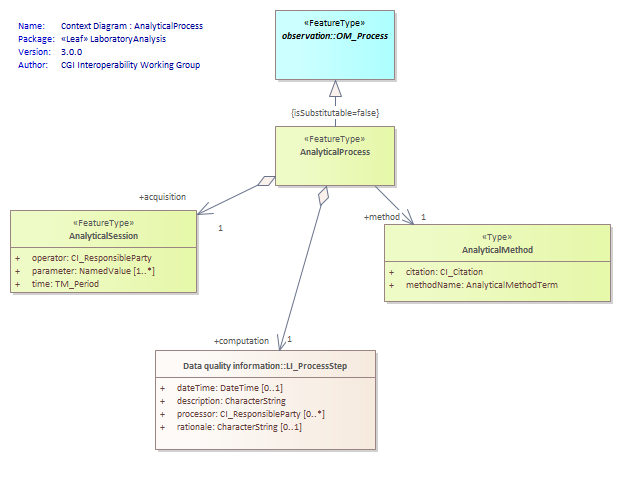 Name: Context Diagram : AnalyticalProcess
Package: «Leaf» LaboratoryAnalysis
Version: 3.0.0
Author: CGI Interoperability Working Group
«FeatureType»
observation::OM_Process
{isSubstitutable=false}
«FeatureType»
AnalyticalProcess
+acquisition
1
+method
1
«FeatureType»
AnalyticalSession
+ operator: CI_ResponsibleParty
+ parameter: NamedValue [1..*]
+ time: TM_Period
«Type»
AnalyticalMethod
+ citation: CI_Citation
+ methodName: AnalyticalMethodTerm
+computation
1
Data quality information::LI_ProcessStep
+ dateTime: DateTime [0..1]
+ description: CharacterString
+ processor: CI_ResponsibleParty [0..*]
+ rationale: CharacterString [0..1]